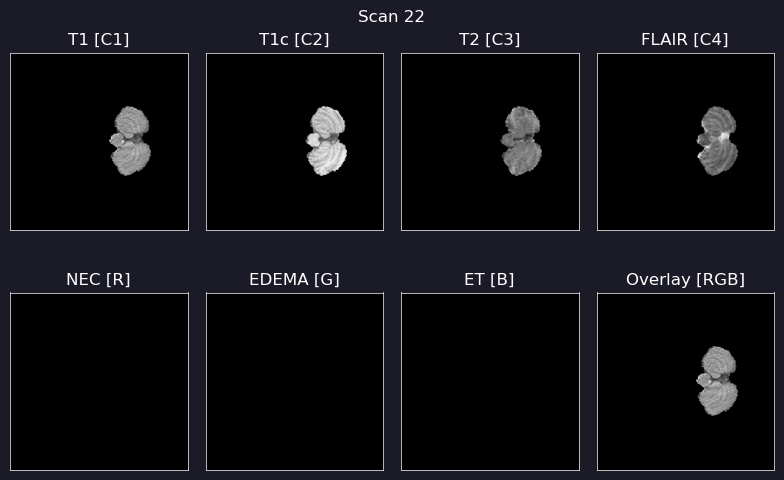 Scan 22
T1 [C1]
T1c [C2]
T2 [C3]
FLAIR [C4]
NEC [R]
EDEMA [G]
ET [B]
Overlay [RGB]